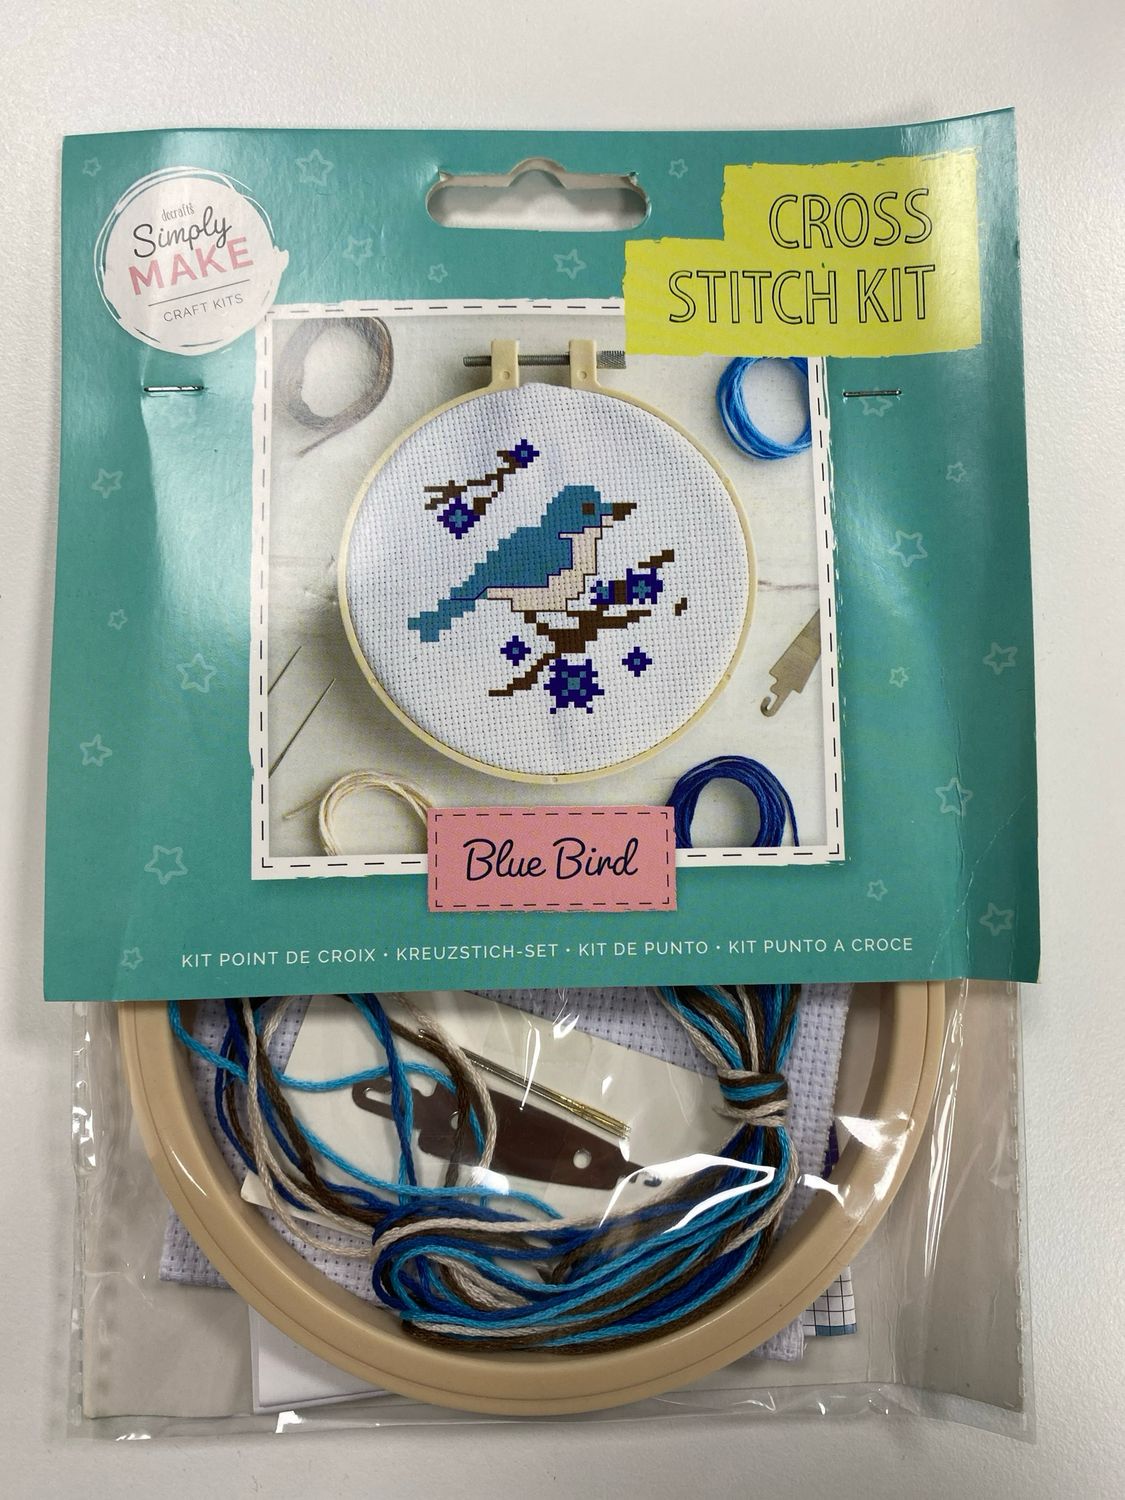 docrafts
Simply
MAKE
CRAFT KITS
CROSS
STITCH KIT
Blue Bird
KIT POINT DE CROIX • KREUZSTICH-SET • KIT DE PUNTO • KIT PUNTO A CROCE